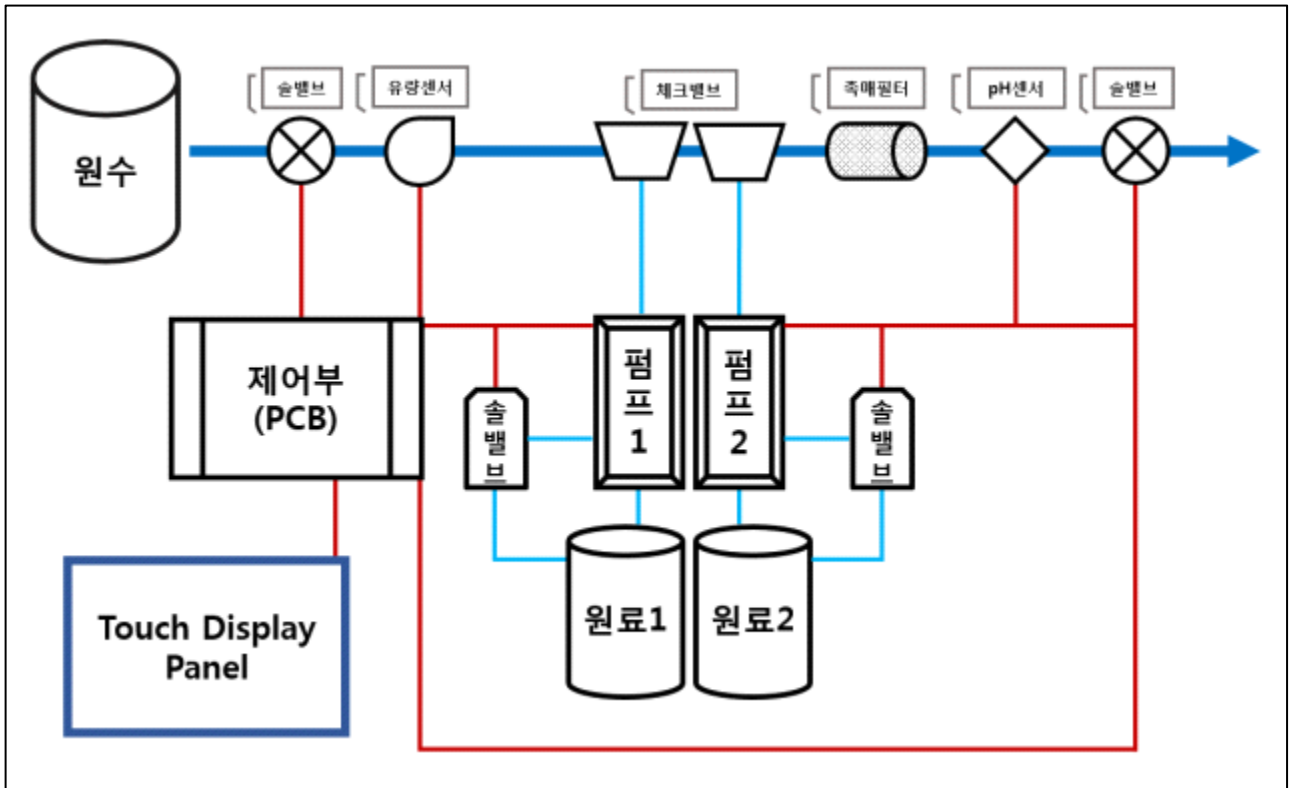 솔밸브
유량센서
체크밸브
촉매필터
pH센서
솔밸브
원수
제어부
(PCB)
솔밸브
펌프1
펌프2
솔밸브
Touch Display
Panel
원료1
원료2